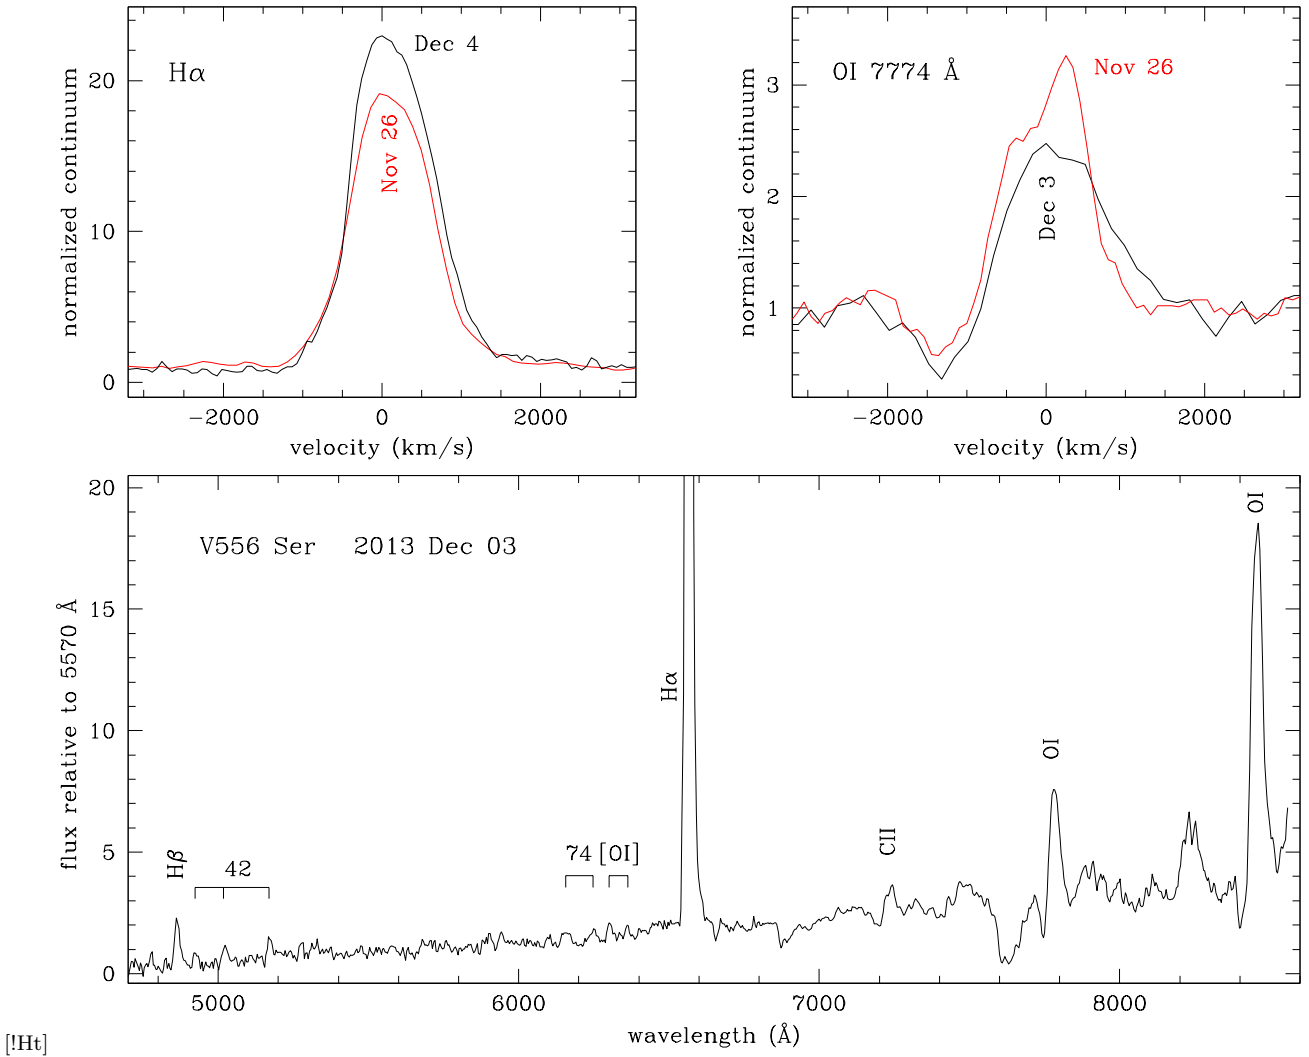 Hα
Dec 4
Nov 26
normalized continuum
20
10
0
−2000
0
2000
velocity (km/s)
OI 7774 Å
Nov 26
Dec 3
normalized continuum
3
2
1
−2000
0
2000
velocity (km/s)
V556 Ser 2013 Dec 03
flux relative to 5570 Å
20
15
10
5
0
Hβ
42
74 [OI]
Hα
CII
OI
OI
5000
6000
7000
8000
wavelength (Å)
[!Ht]